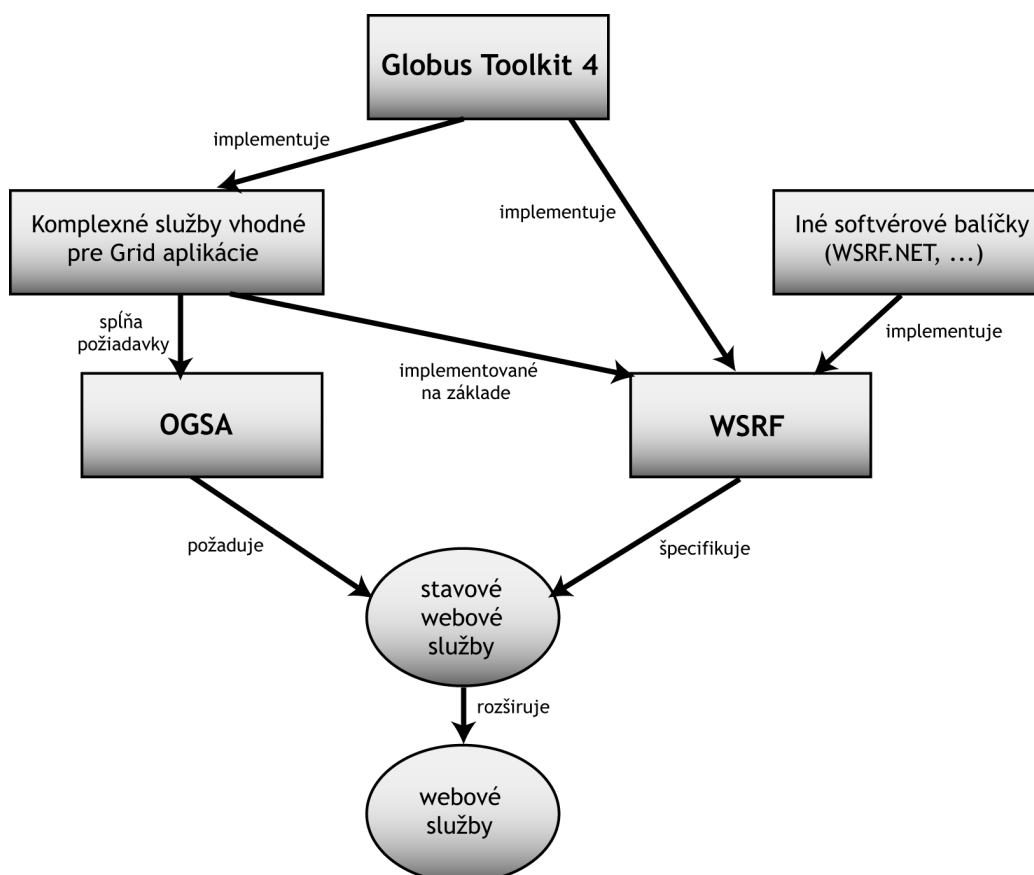 Globus Toolkit 4
implementuje
Komplexné služby vhodné
pre Grid aplikácie
implementuje
Iné softvérové balíčky
(WSRF.NET, ...)
spĺňa
požiadavky
implementované
na základe
implementuje
OGSA
WSRF
požaduje
špecifikuje
stavové
webové
služby
rozširuje
webové
služby